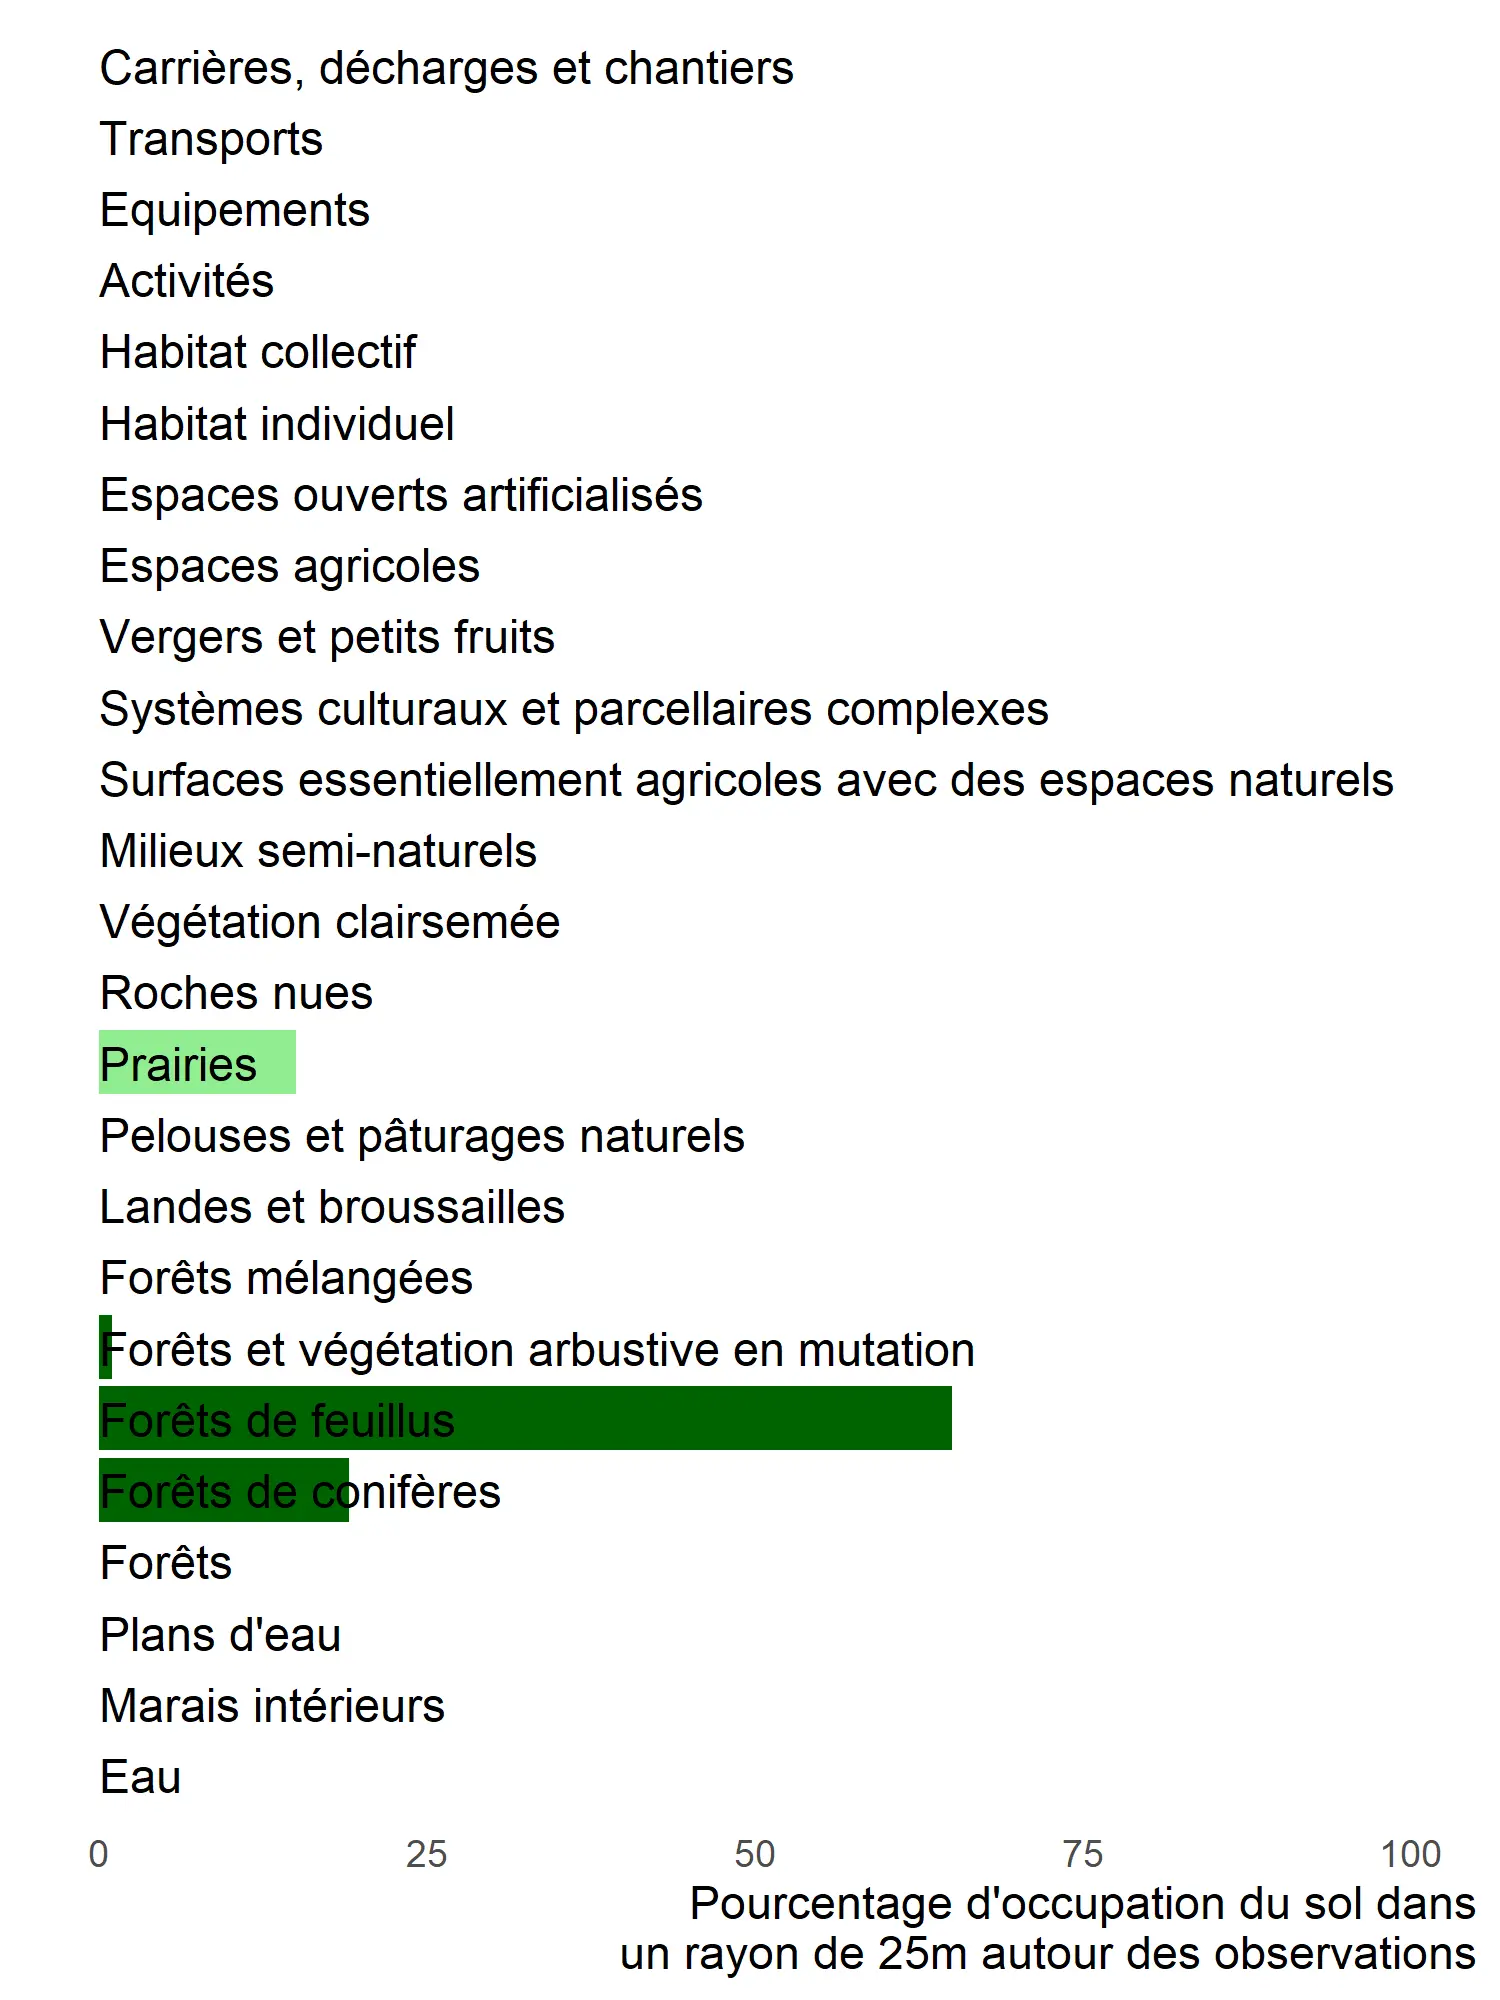 Carrières, décharges et chantiers
Transports
Equipements
Activités
Habitat collectif
Habitat individuel
Espaces ouverts artificialisés
Espaces agricoles
Vergers et petits fruits
Systèmes culturaux et parcellaires complexes
Surfaces essentiellement agricoles avec des espaces naturels
Milieux semi-naturels
Végétation clairsemée
Roches nues
Prairies
Pelouses et pâturages naturels
Landes et broussailles
Forêts mélangées
Forêts et végétation arbustive en mutation
Forêts de feuillus
Forêts de conifères
Forêts
Plans d'eau
Marais intérieurs
Eau
0 25 50 75 100
Pourcentage d'occupation du sol dans
un rayon de 25m autour des observations